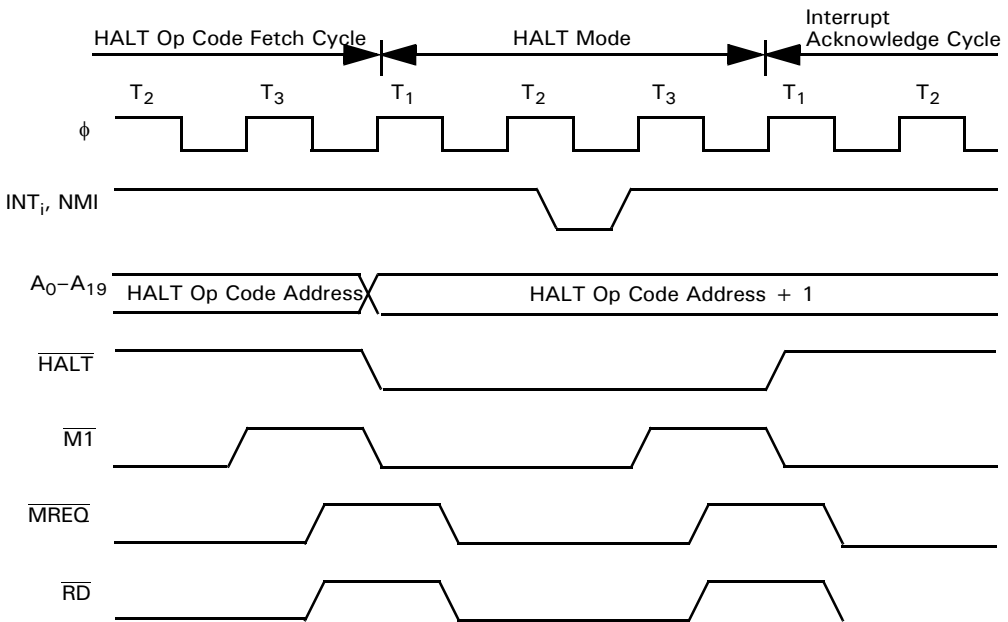 HALT Op Code Fetch Cycle
HALT Mode
Interrupt
Acknowledge Cycle
T2 T3 T1 T2 T3 T1 T2
ϕ
INTi, NMI
A0–A19
HALT Op Code Address
HALT Op Code Address + 1
HALT
M1
MREQ
RD